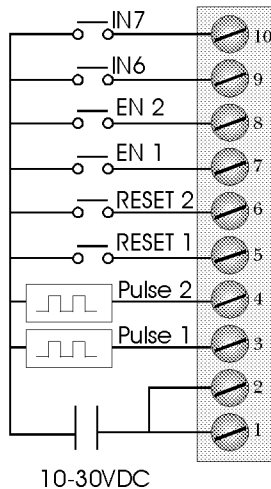 IN7 10
IN6 9
EN 2 8
EN 1 7
RESET 2 6
RESET 1 5
Pulse 2 4
Pulse 1 3
2
1
10-30VDC